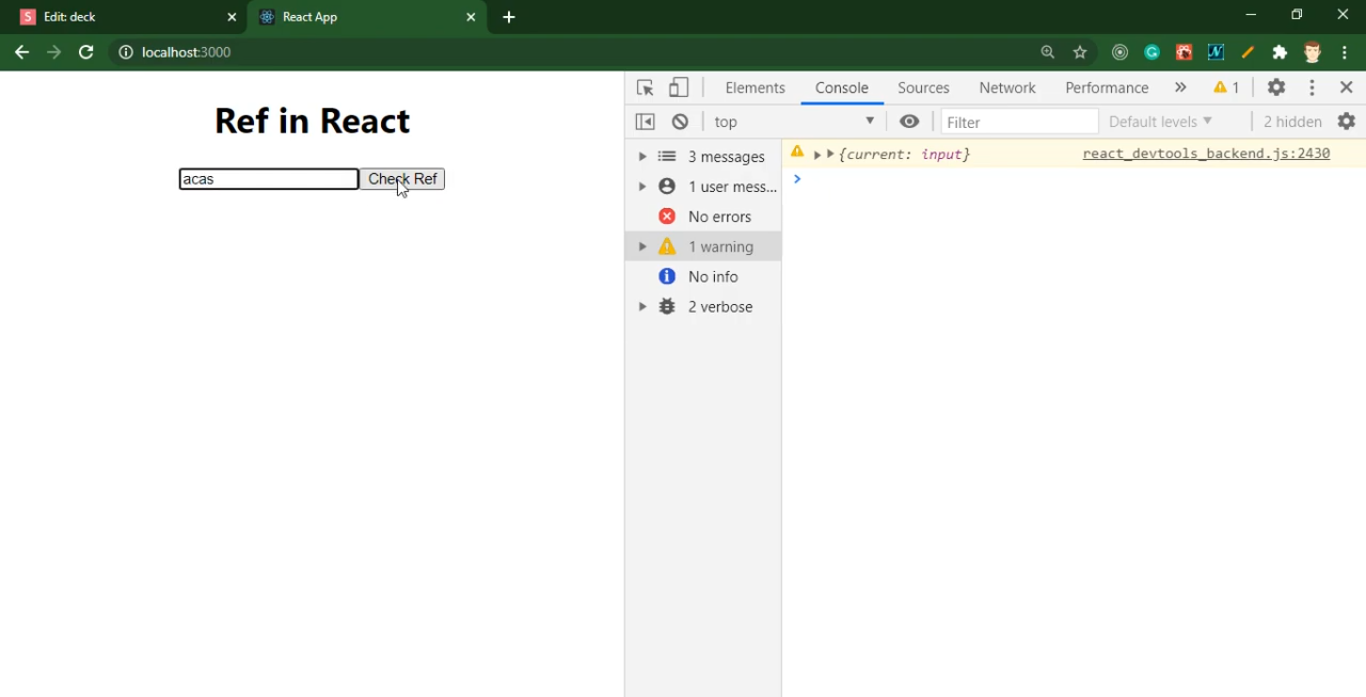 S Edit: deck
React App
localhost:3000
Ref in React
acas
Check Ref
Elements Console Sources Network Performance 1
top Filter Default levels 2 hidden
3 messages
1 user mess...
No errors
1 warning
No info
2 verbose
{current: input} react_devtools_backend.js:2430